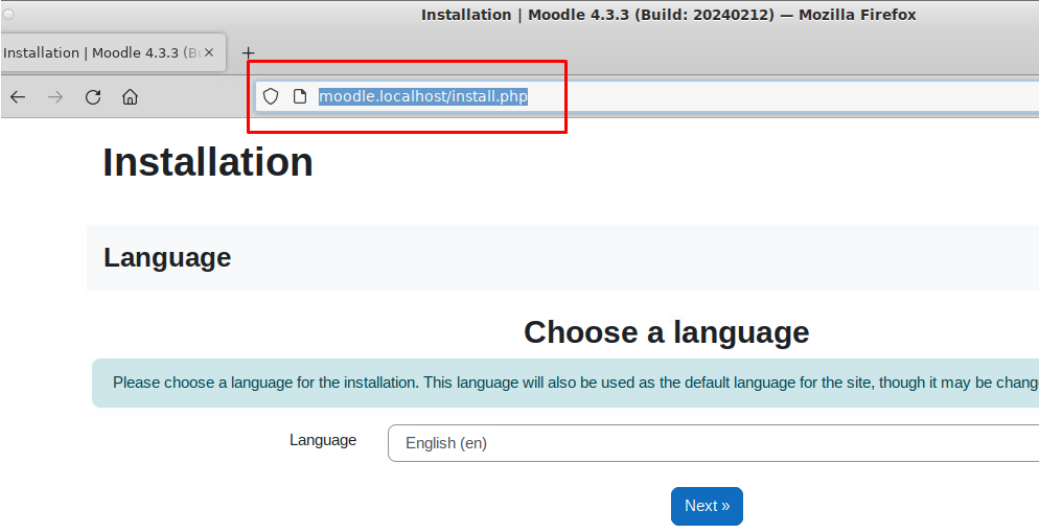 Installation | Moodle 4.3.3 (Build: 20240212) — Mozilla Firefox
Installation | Moodle 4.3.3 (
moodle.localhost/install.php
Installation
Language
Choose a language
Please choose a language for the installation. This language will also be used as the default language for the site, though it may be chang
Language English (en)
Next »